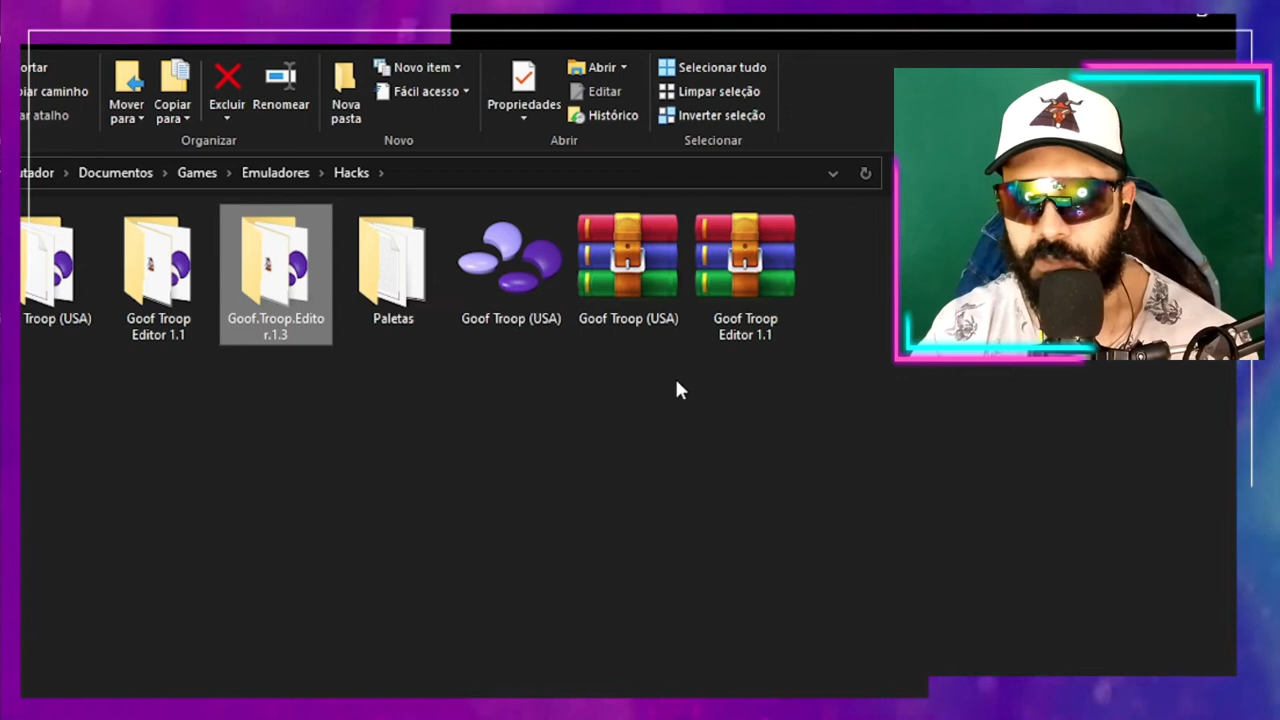 ortar
iar caminho
ar atalho
Mover para
Copiar para
Excluir
Renomear
Organizar
Nova pasta
Novo item
Fácil acesso
Novo
Propriedades
Abrir
Editar
Histórico
Abrir
Selecionar tudo
Limpar seleção
Inverter seleção
Selecionar
utador > Documentos > Games > Emuladores > Hacks >
Troop (USA)
Goof Troop
Editor 1.1
Goof.Troop.Edito
r.1.3
Paletas
Goof Troop (USA)
Goof Troop (USA)
Goof Troop
Editor 1.1